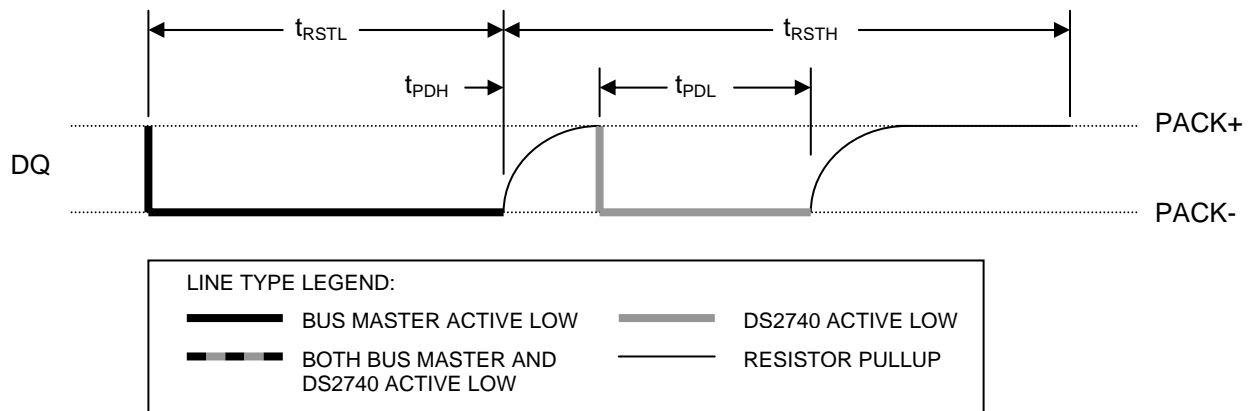 tRSTL
tRSTH
tPDH
tPDL
PACK+
DQ
PACK-
LINE TYPE LEGEND:
BUS MASTER ACTIVE LOW
DS2740 ACTIVE LOW
BOTH BUS MASTER AND
DS2740 ACTIVE LOW
RESISTOR PULLUP